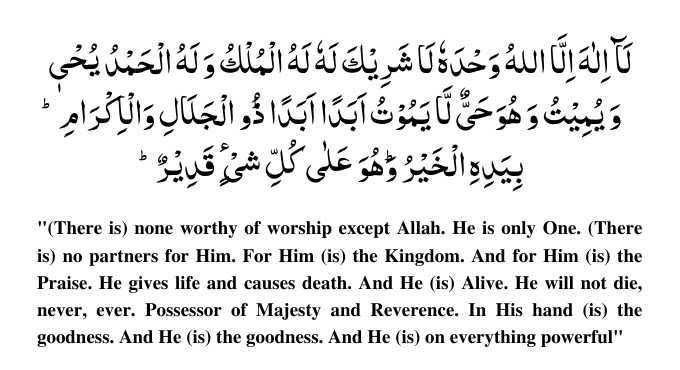 لَآ اِلٰهَ اِلَّا اللهُ وَحْدَهٗ لَا شَرِيْكَ لَهٗ لَهُ الْمُلْكُ وَ لَهُ الْحَمْدُ يُحْىٖ
وَ يُمِيْتُ وَ هُوَ حَىٌّ لَّا يَمُوْتُ اَبَدًا اَبَدًا ذُو الْجَلَالِ وَالْاِكْرَامِ ؕ
بِيَدِهِ الْخَيْرُ وَهُوَ عَلٰى كُلِّ شَىْءٍ قَدِيْرٌ ؕ
"(There is) none worthy of worship except Allah. He is only One. (There
is) no partners for Him. For Him (is) the Kingdom. And for Him (is) the
Praise. He gives life and causes death. And He (is) Alive. He will not die,
never, ever. Possessor of Majesty and Reverence. In His hand (is) the
goodness. And He (is) the goodness. And He (is) on everything powerful"